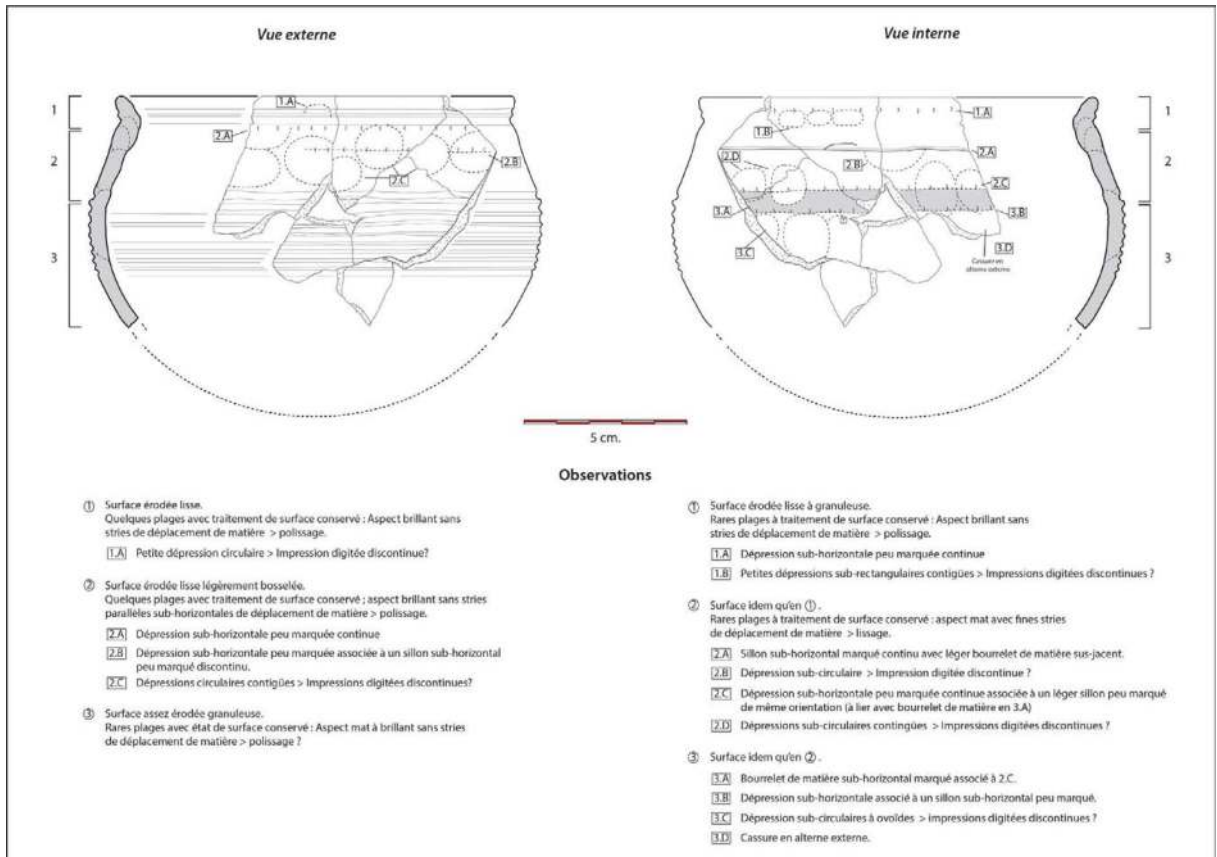 Vue externe
Vue interne
1
2
3
1.A
2.A
2.B
2.C
1.A
1.B
2.A
2.B
2.C
2.D
3.A
3.B
3.C
3.D
Cassure en
alterne externe
1
2
3
5 cm.
Observations
① Surface érodée lisse.
Quelques plages avec traitement de surface conservé : Aspect brillant sans
stries de déplacement de matière > polissage.
1.A Petite dépression circulaire > Impression digitée discontinue?
② Surface érodée lisse légèrement bosselée.
Quelques plages avec traitement de surface conservé ; aspect brillant sans stries
parallèles sub-horizontales de déplacement de matière > polissage.
2.A Dépression sub-horizontale peu marquée continue
2.B Dépression sub-horizontale peu marquée associée à un sillon sub-horizontal
peu marqué discontinu.
2.C Dépressions circulaires contigües > Impressions digitées discontinues?
③ Surface assez érodée granuleuse.
Rares plages avec état de surface conservé : Aspect mat à brillant sans stries
de déplacement de matière > polissage ?
① Surface érodée lisse à granuleuse.
Rares plages à traitement de surface conservé : Aspect brillant sans
stries de déplacement de matière > polissage.
1.A Dépression sub-horizontale peu marquée continue
1.B Petites dépressions sub-rectangulaires contigües > Impressions digitées discontinues ?
② Surface idem qu'en ① .
Rares plages à traitement de surface conservé : aspect mat avec fines stries
de déplacement de matière > lissage.
2.A Sillon sub-horizontal marqué continu avec léger bourrelet de matière sus-jacent.
2.B Dépression sub-circulaire > Impression digitée discontinue ?
2.C Dépression sub-horizontale peu marquée continue associée à un léger sillon peu marqué
de même orientation (à lier avec bourrelet de matière en 3.A)
2.D Dépressions sub-circulaires contingües > Impressions digitées discontinues ?
③ Surface idem qu'en ② .
3.A Bourrelet de matière sub-horizontal marqué associé à 2.C.
3.B Dépression sub-horizontale associé à un sillon sub-horizontal peu marqué.
3.C Dépression sub-circulaires à ovoïdes > impressions digitées discontinues ?
3.D Cassure en alterne externe.